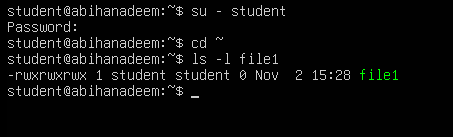 student@abihanadeem:~$ su - student
Password:
student@abihanadeem:~$ cd ~
student@abihanadeem:~$ ls -l file1
-rwxrwxrwx 1 student student 0 Nov  2 15:28 file1
student@abihanadeem:~$ _